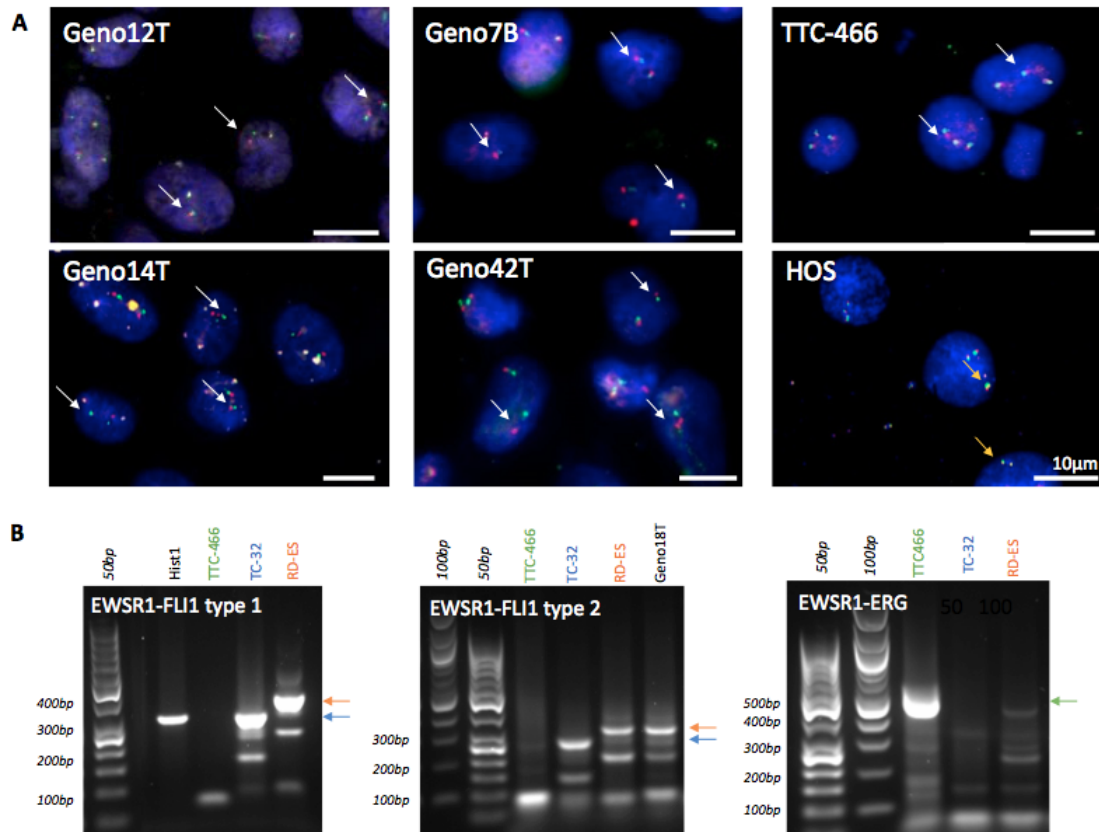 A
Geno12T
Geno7B
TTC-466
Geno14T
Geno42T
HOS
10µm
B
50bp
Hist1
TTC-466
TC-32
RD-ES
EWSR1-FLI1 type 1
400bp
300bp
200bp
100bp
100bp
50bp
TTC-466
TC-32
RD-ES
Geno18T
EWSR1-FLI1 type 2
300bp
200bp
100bp
50bp
100bp
TTC466
TC-32
RD-ES
EWSR1-ERG
50 100
500bp
400bp
300bp
200bp
100bp